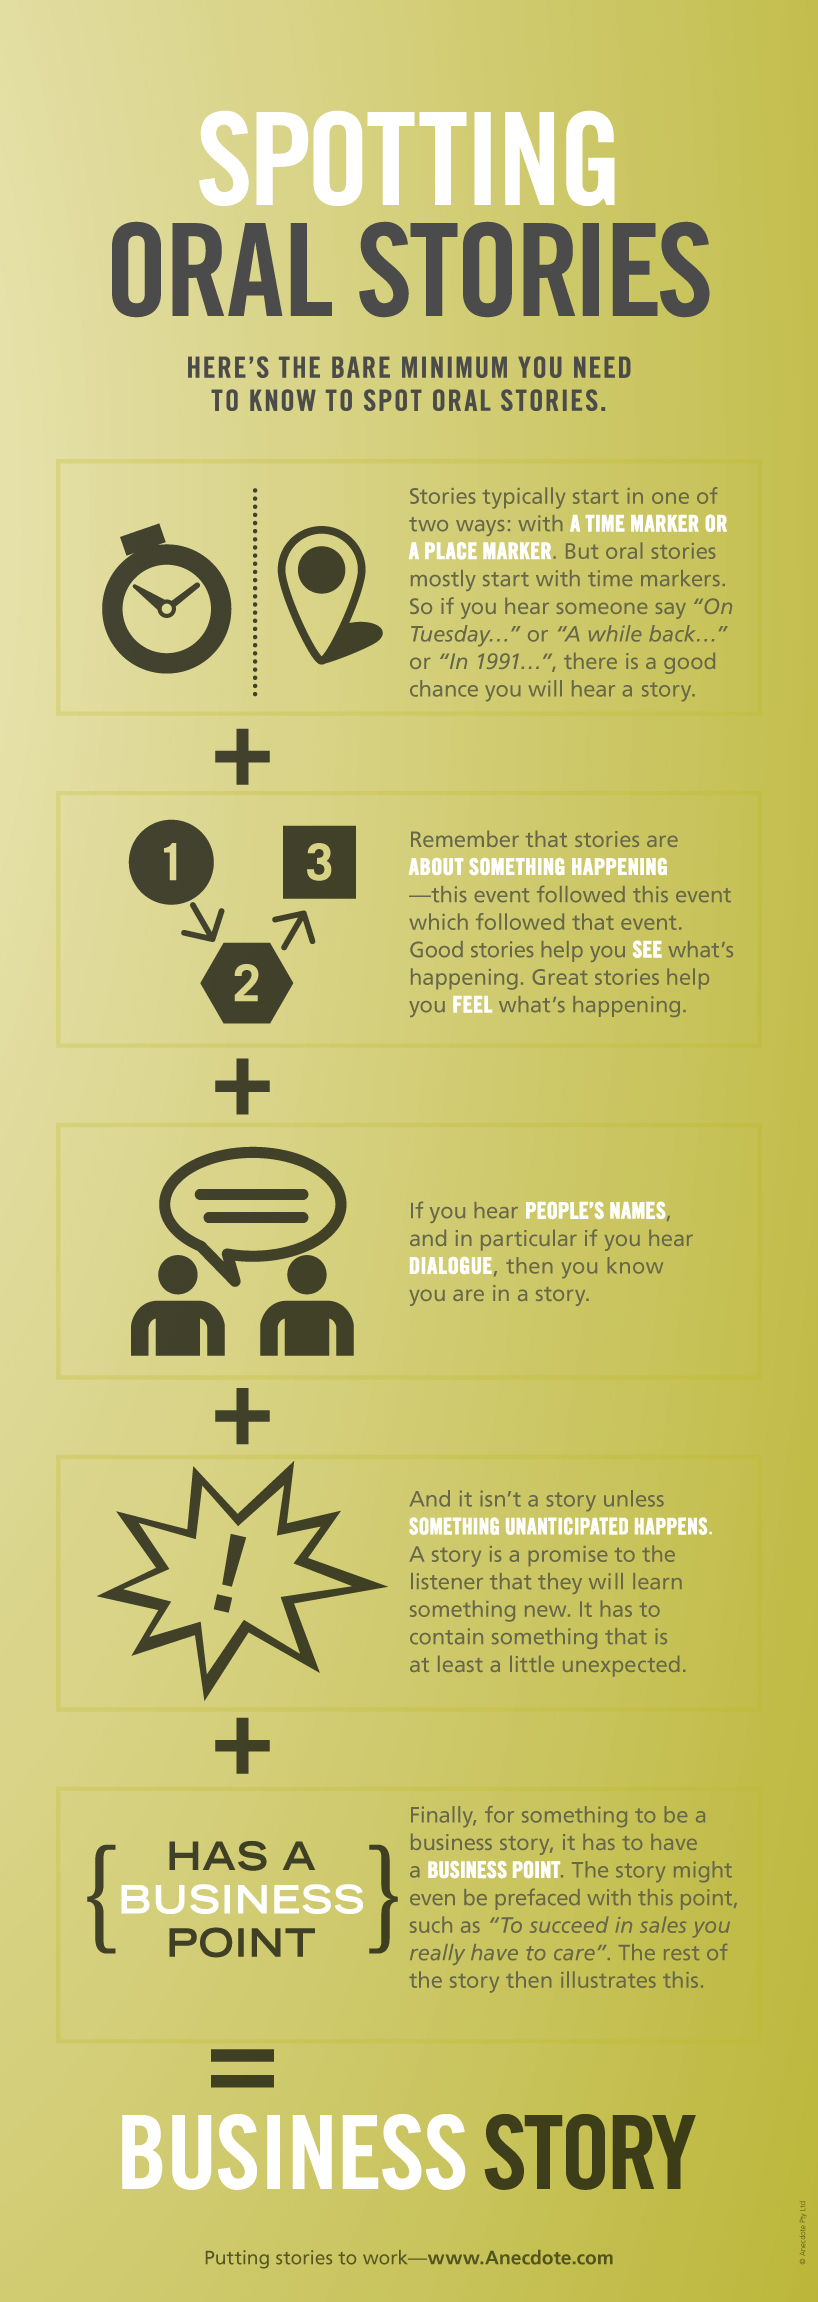 SPOTTING
ORAL STORIES
HERE'S THE BARE MINIMUM YOU NEED
TO KNOW TO SPOT ORAL STORIES.
Stories typically start in one of
two ways: with A TIME MARKER OR
A PLACE MARKER. But oral stories
mostly start with time markers.
So if you hear someone say “On
Tuesday…” or “A while back…”
or “In 1991…”, there is a good
chance you will hear a story.
+
1
3
2
Remember that stories are
ABOUT SOMETHING HAPPENING
—this event followed this event
which followed that event.
Good stories help you SEE what's
happening. Great stories help
you FEEL what's happening.
+
If you hear PEOPLE'S NAMES,
and in particular if you hear
DIALOGUE, then you know
you are in a story.
+
!
And it isn't a story unless
SOMETHING UNANTICIPATED HAPPENS.
A story is a promise to the
listener that they will learn
something new. It has to
contain something that is
at least a little unexpected.
+
{ HAS A
BUSINESS
POINT }
Finally, for something to be a
business story, it has to have
a BUSINESS POINT. The story might
even be prefaced with this point,
such as “To succeed in sales you
really have to care”. The rest of
the story then illustrates this.
=
BUSINESS STORY
Putting stories to work—www.Anecdote.com
© Anecdote Pty Ltd